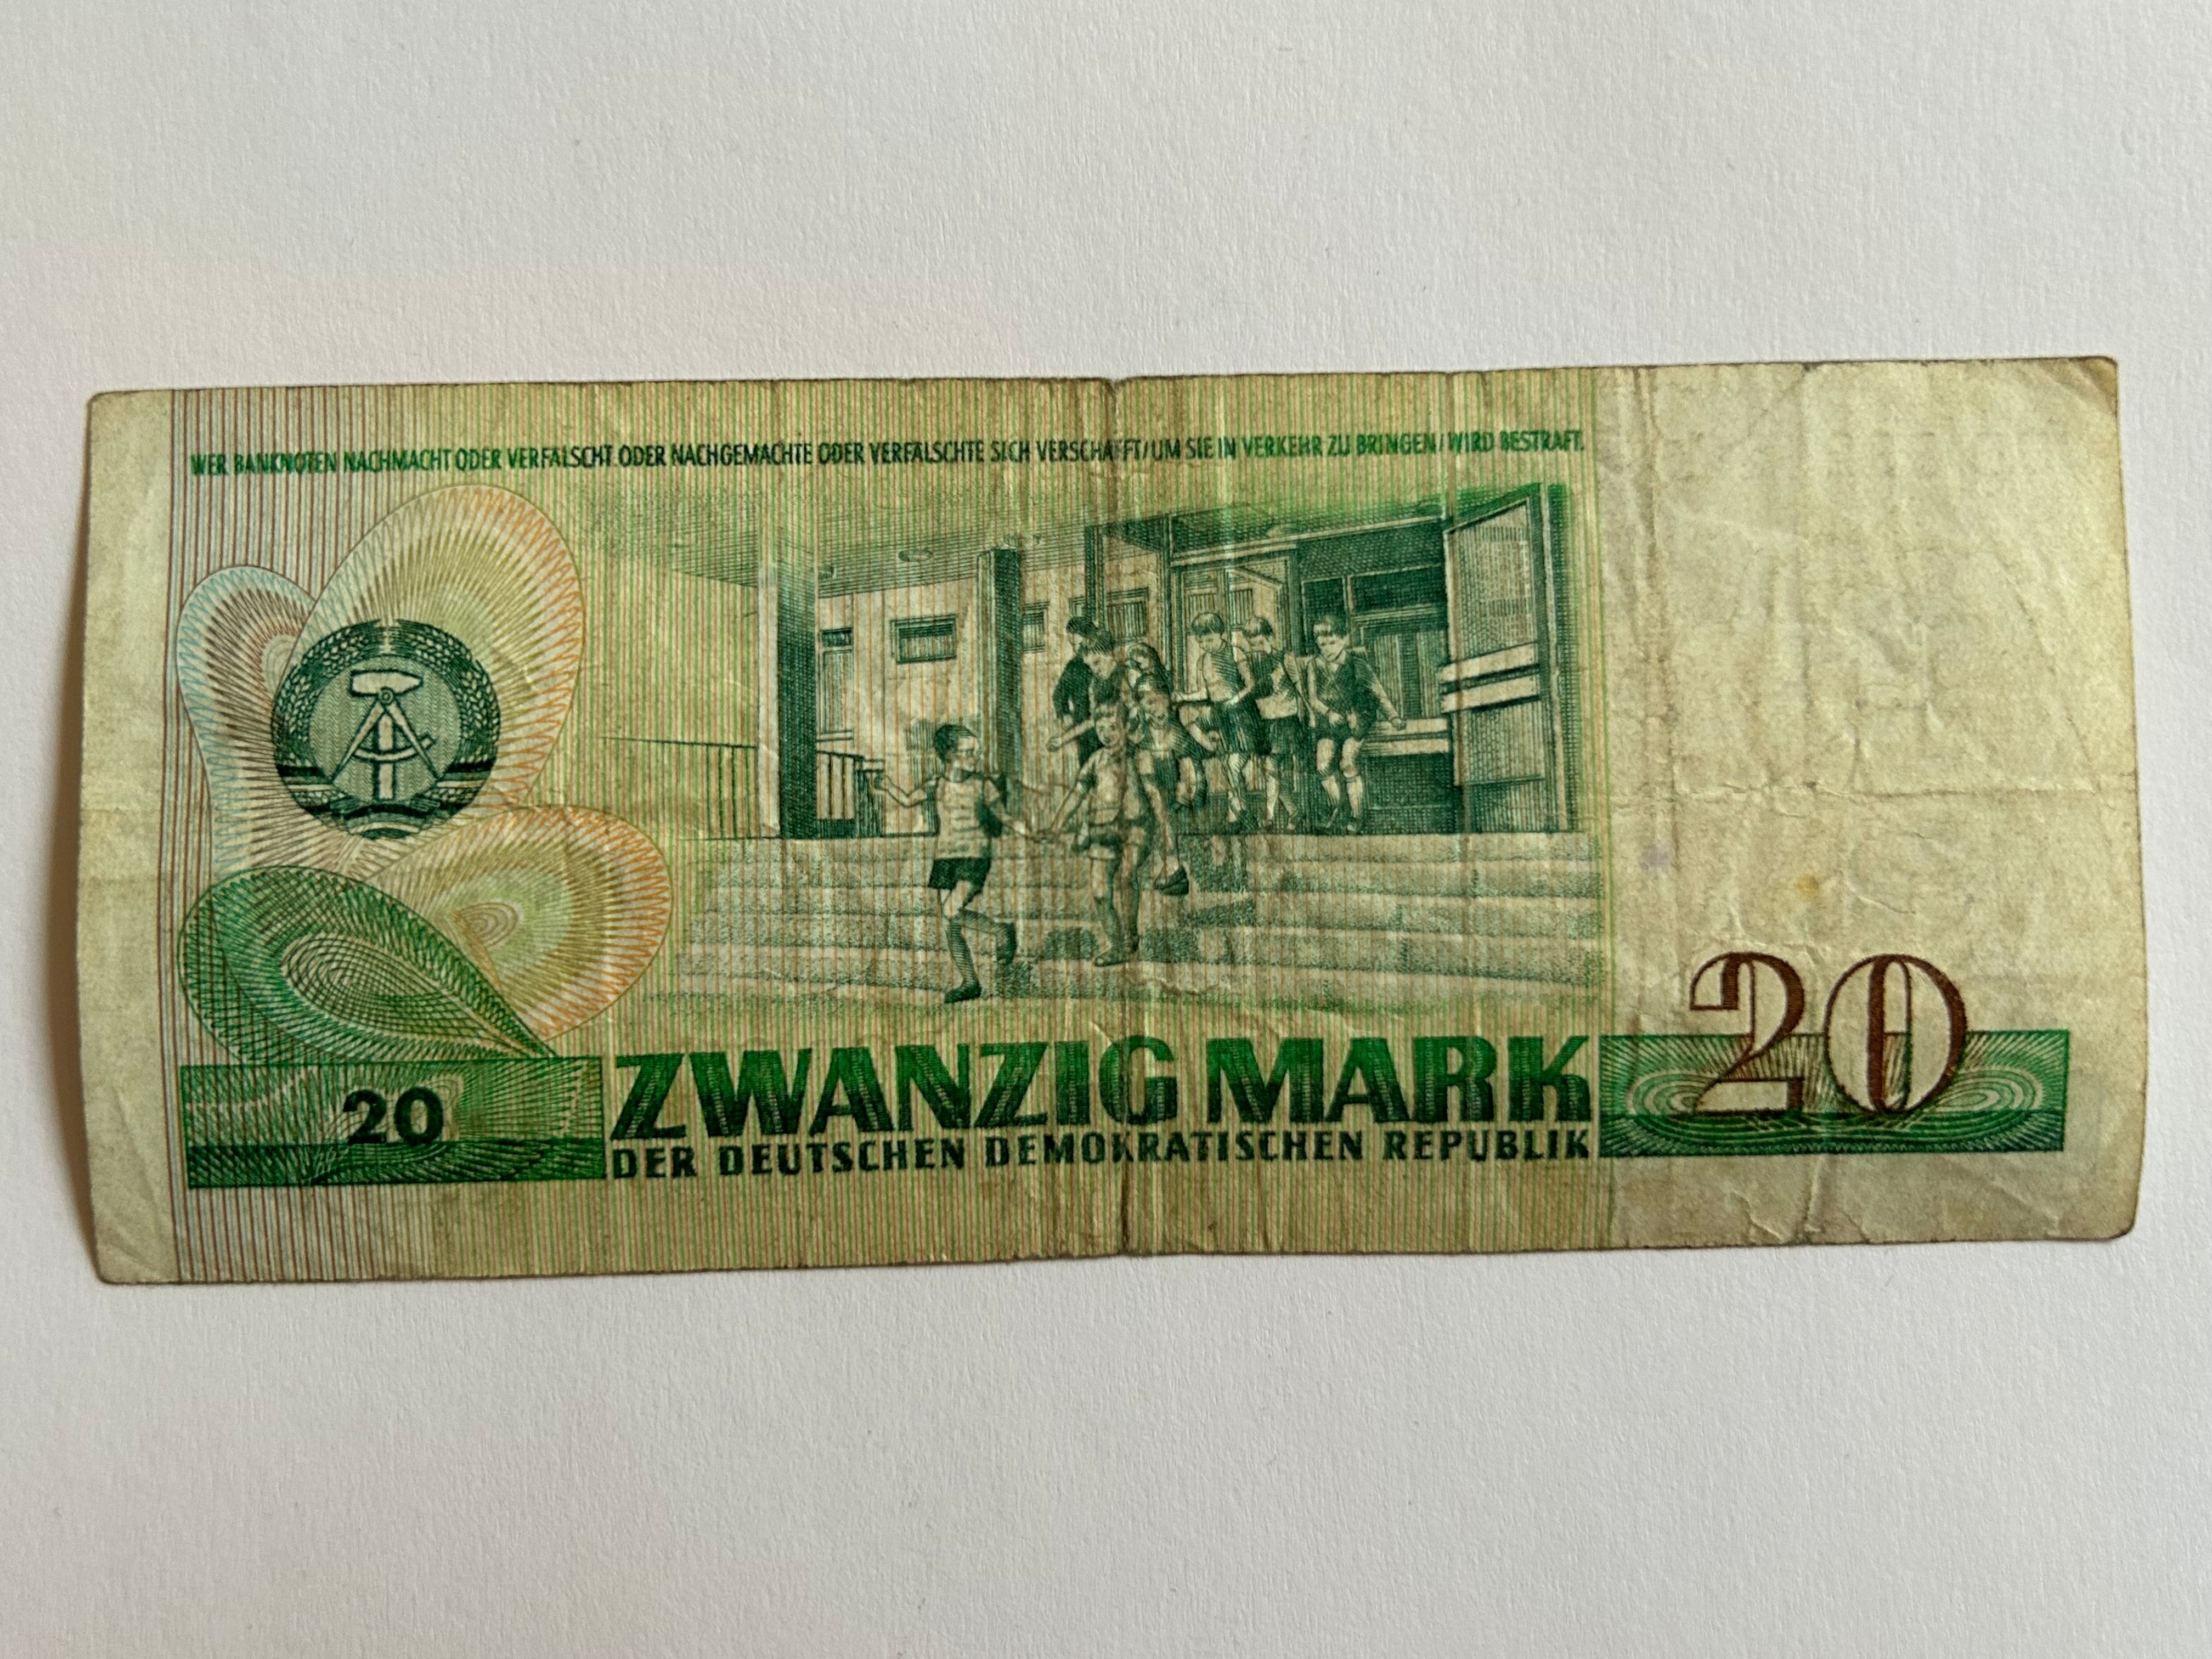 WER BANKNOTEN NACHMACHT ODER VERFÄLSCHT ODER NACHGEMACHTE ODER VERFÄLSCHTE SICH VERSCHAFFT/UM SIE IN VERKEHR ZU BRINGEN/WIRD BESTRAFT.
20
ZWANZIG MARK
20
DER DEUTSCHEN DEMOKRATISCHEN REPUBLIK